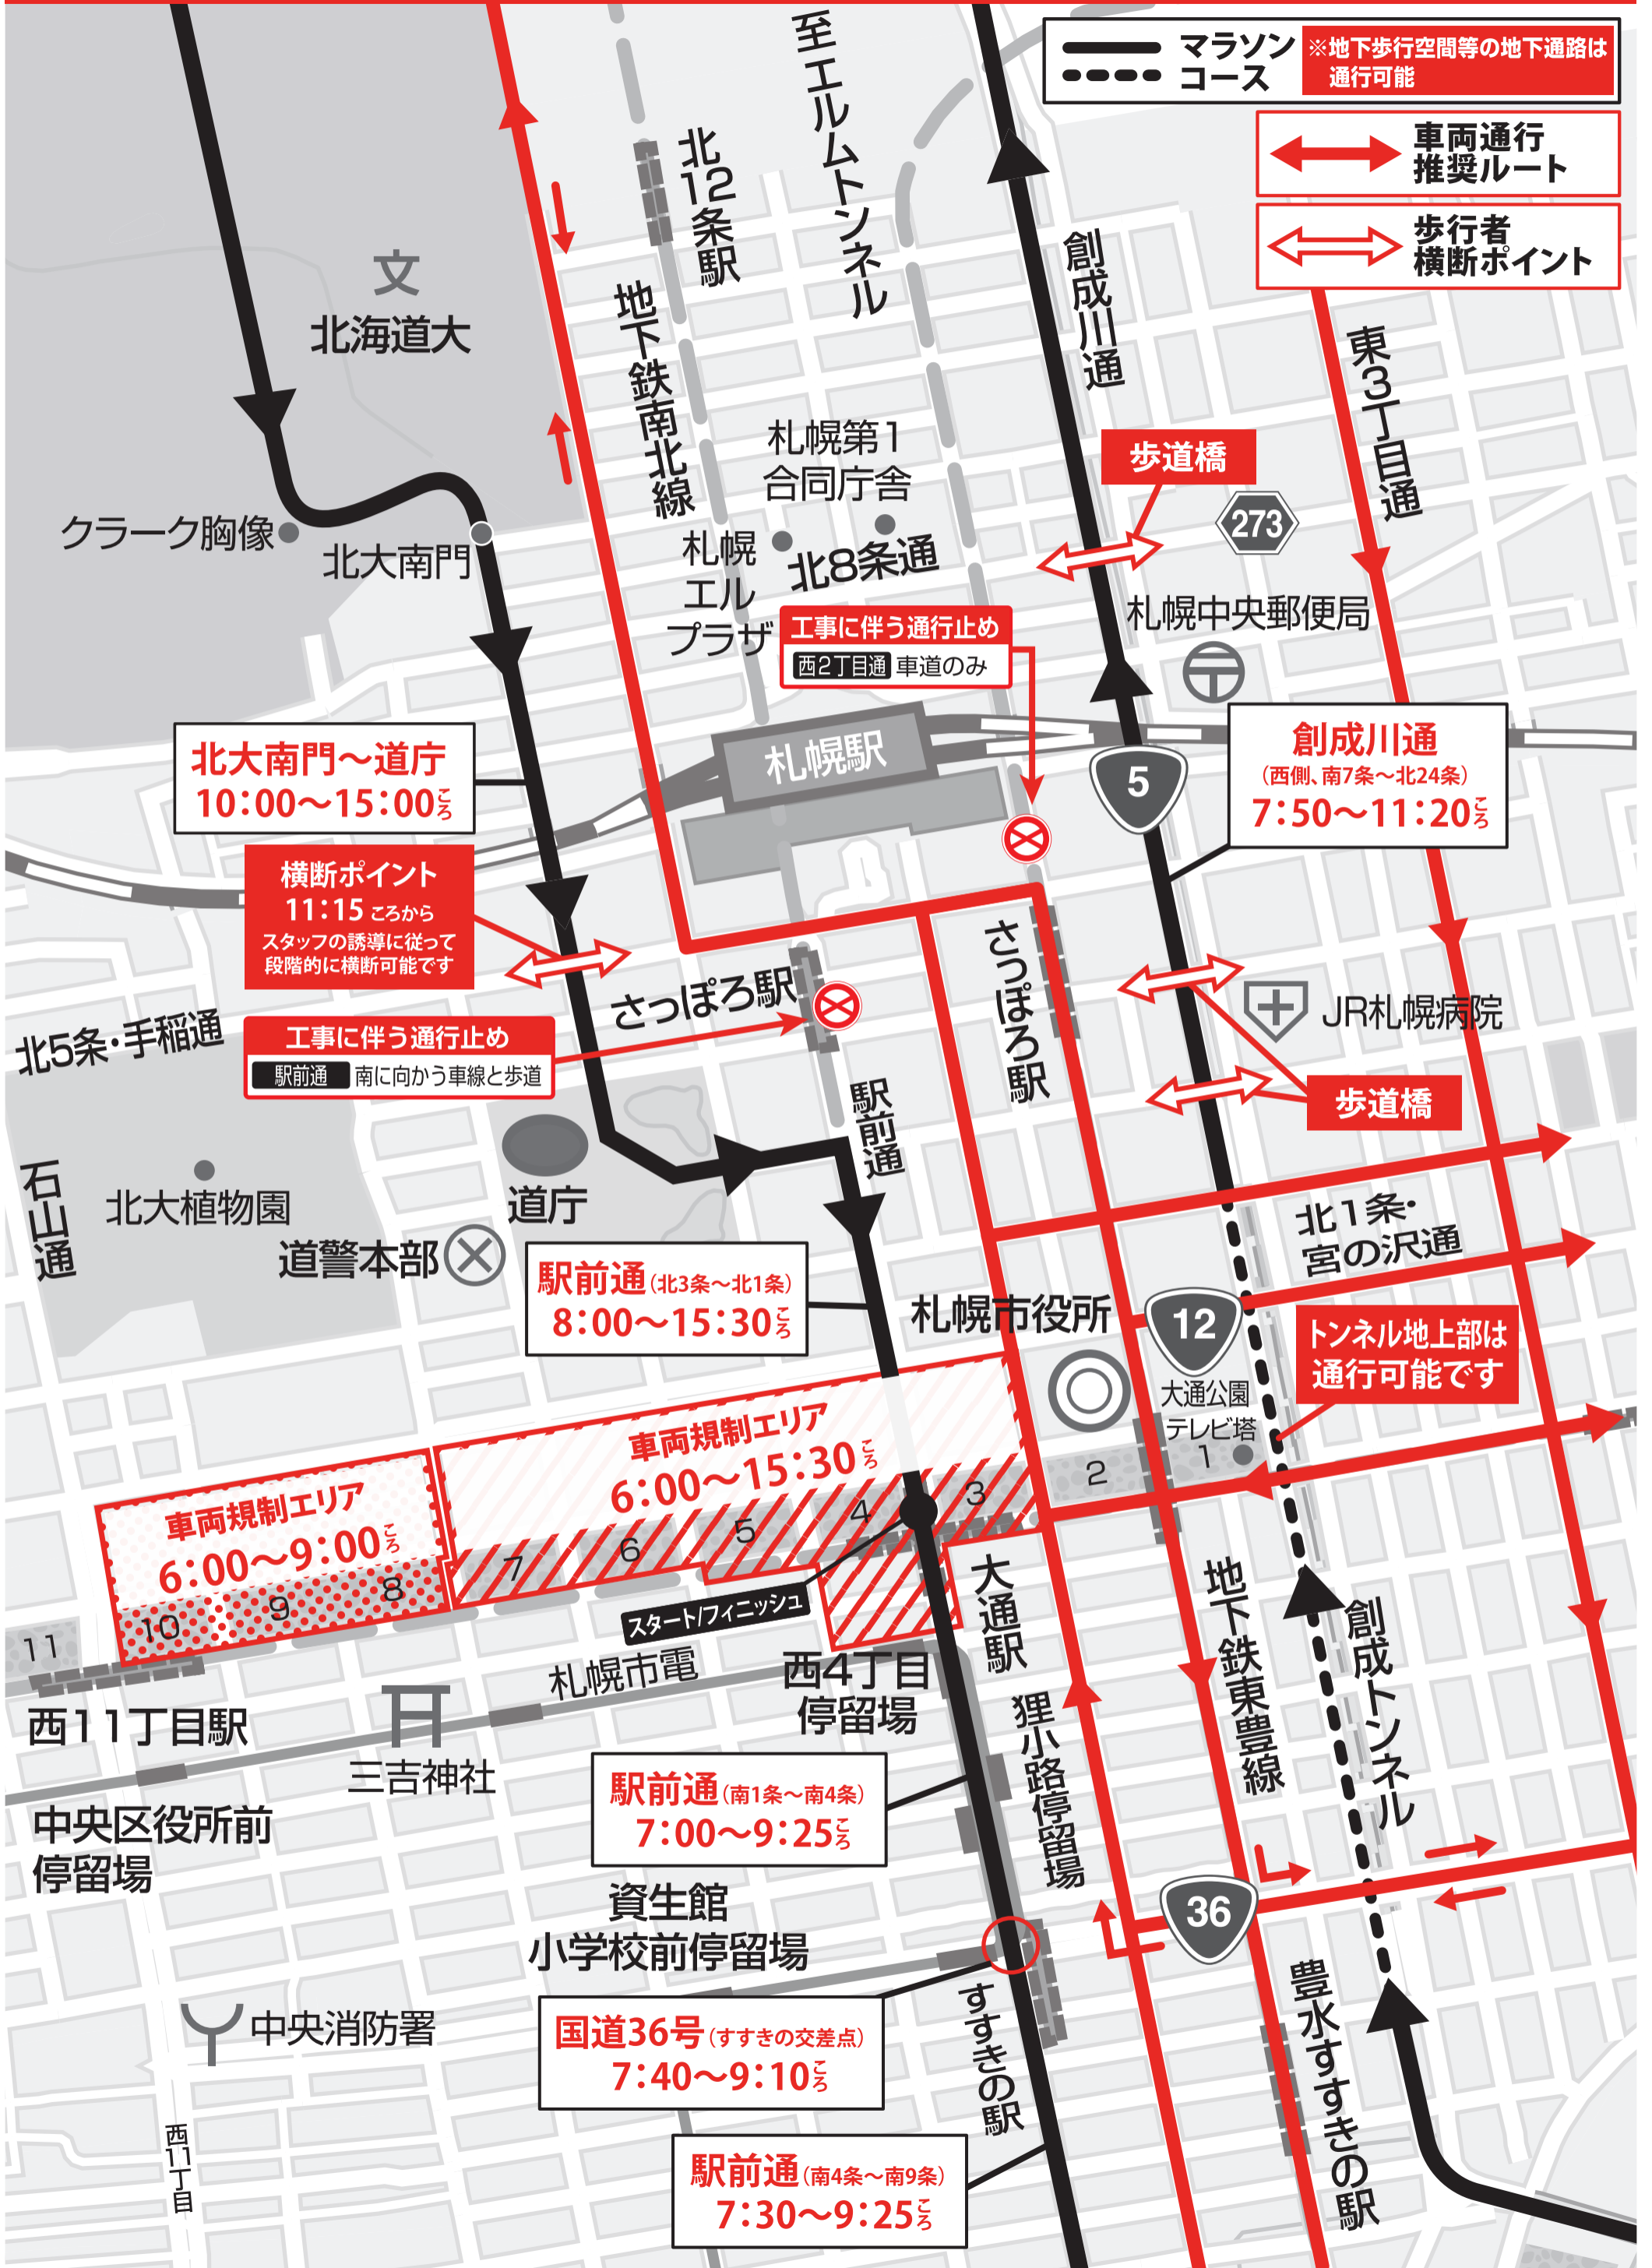 マラソン
コース
※地下歩行空間等の地下通路は
通行可能
車両通行
推奨ルート
歩行者
横断ポイント
至エルムトンネル
北12条駅
地下鉄南北線
創成川通
東3丁目通
文
北海道大
札幌第1
合同庁舎
歩道橋
273
クラーク胸像
北大南門
札幌
エル
プラザ
北8条通
札幌中央郵便局
工事に伴う通行止め
西2丁目通 車道のみ
札幌駅
5
北大南門〜道庁
10:00〜15:00ころ
創成川通
(西側、南7条〜北24条)
7:50〜11:20ころ
横断ポイント
11:15 ころから
スタッフの誘導に従って
段階的に横断可能です
さっぽろ駅
さっぽろ駅
JR札幌病院
北5条・手稲通
工事に伴う通行止め
駅前通 南に向かう車線と歩道
歩道橋
駅前通
石山通
北大植物園
道庁
道警本部
北1条・
宮の沢通
駅前通(北3条〜北1条)
8:00〜15:30ころ
札幌市役所
12
トンネル地上部は
通行可能です
大通公園
テレビ塔
車両規制エリア
6:00〜15:30ころ
車両規制エリア
6:00〜9:00ころ
11
10
9
8
7
6
5
4
3
2
1
スタート/フィニッシュ
大通駅
札幌市電
西4丁目
停留場
西11丁目駅
三吉神社
地下鉄東豊線
創成トンネル
狸小路停留場
駅前通(南1条〜南4条)
7:00〜9:25ころ
中央区役所前
停留場
資生館
小学校前停留場
36
中央消防署
国道36号(すすきの交差点)
7:40〜9:10ころ
すすきの駅
豊水すすきの駅
西11丁目
駅前通(南4条〜南9条)
7:30〜9:25ころ